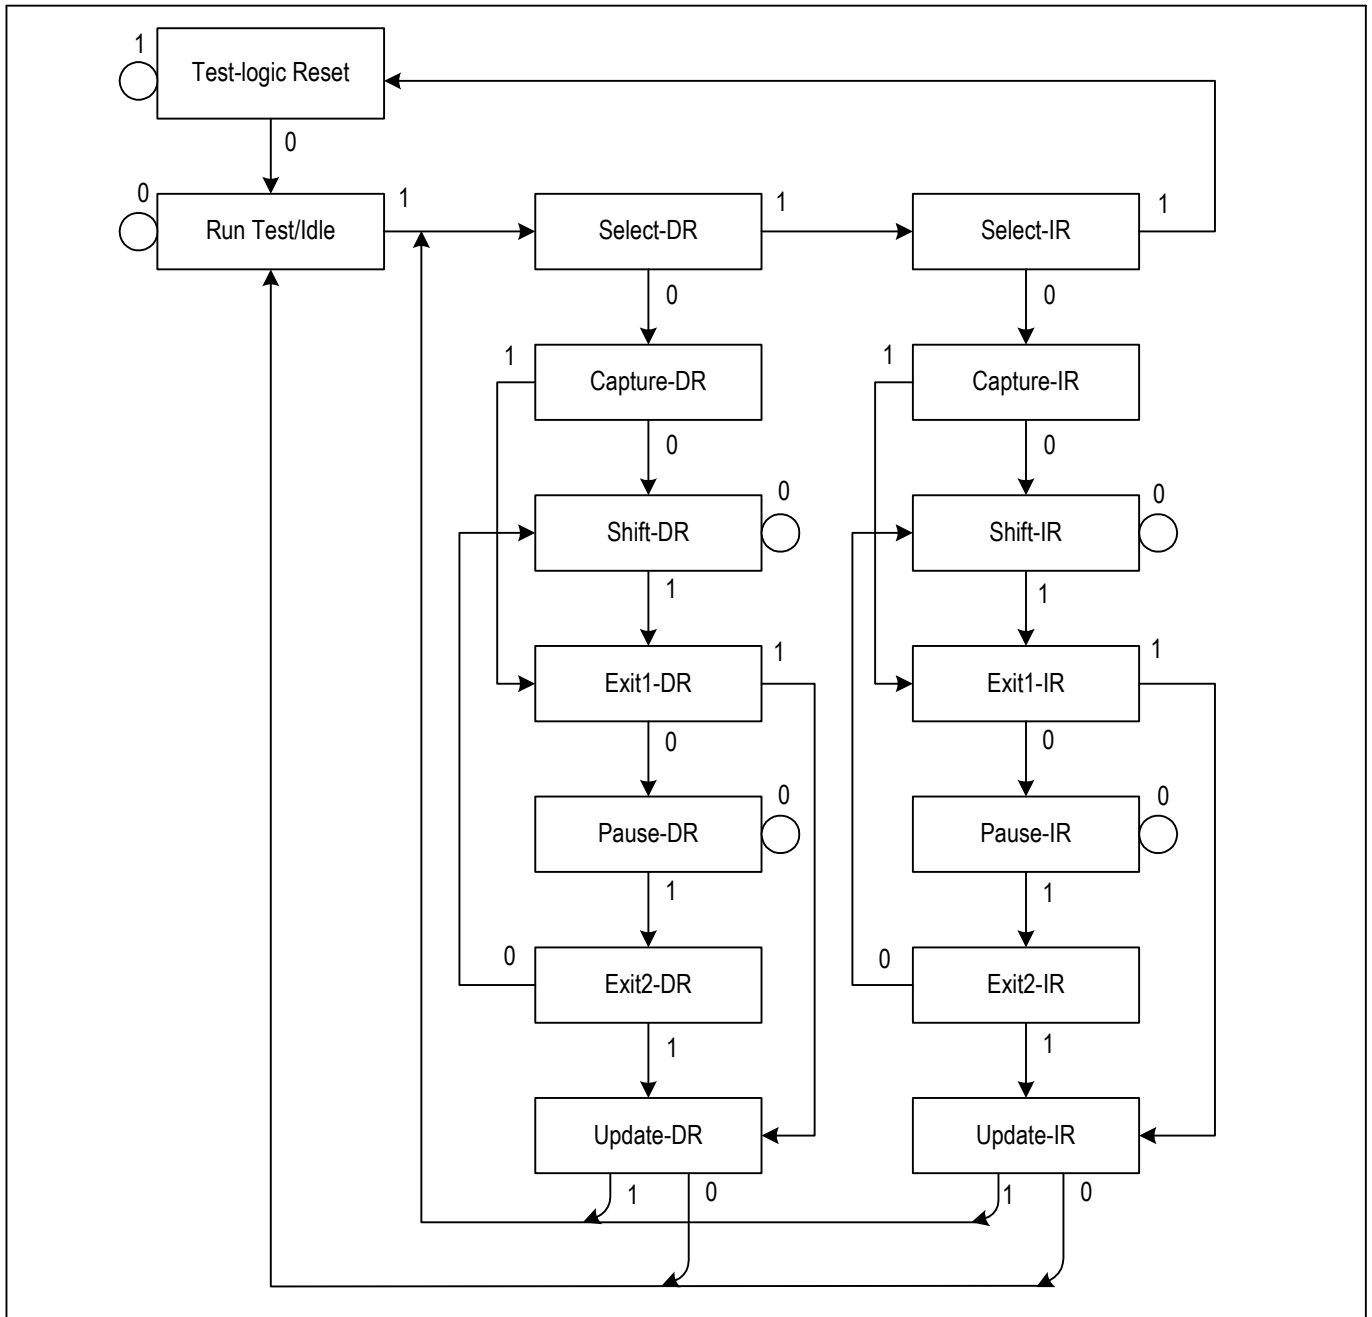 1
Test-logic Reset
0
0
Run Test/Idle
1
Select-DR
1
Select-IR
1
0
0
1
Capture-DR
1
Capture-IR
0
0
Shift-DR
0
Shift-IR
0
1
1
Exit1-DR
1
Exit1-IR
1
0
0
Pause-DR
0
Pause-IR
0
1
1
0
Exit2-DR
0
Exit2-IR
1
1
Update-DR
Update-IR
1
0
1
0